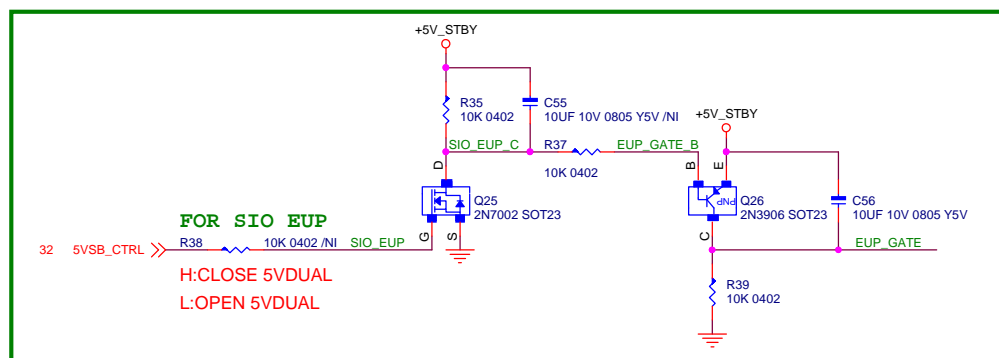 +5V_STBY
R35
10K 0402
C55
10UF 10V 0805 Y5V /NI
+5V_STBY
SIO_EUP_C
R37
10K 0402
EUP_GATE_B
D
Q25
2N7002 SOT23
G
S
B
E
PNP
Q26
2N3906 SOT23
C
C56
10UF 10V 0805 Y5V
FOR SIO EUP
32 5VSB_CTRL
R38
10K 0402 /NI
SIO_EUP
EUP_GATE
H:CLOSE 5VDUAL
L:OPEN 5VDUAL
R39
10K 0402